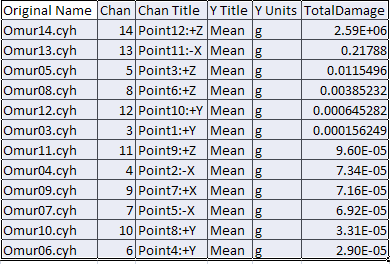 Original Name Chan Chan Title Y Title Y Units TotalDamage
Omur14.cyh 14 Point12:+Z Mean g 2.59E+06
Omur13.cyh 13 Point11:-X Mean g 0.21788
Omur05.cyh 5 Point3:+Z Mean g 0.0115496
Omur08.cyh 8 Point6:+Z Mean g 0.00385232
Omur12.cyh 12 Point10:+Y Mean g 0.000645282
Omur03.cyh 3 Point1:+Y Mean g 0.000156249
Omur11.cyh 11 Point9:+Z Mean g 9.60E-05
Omur04.cyh 4 Point2:-X Mean g 7.34E-05
Omur09.cyh 9 Point7:+X Mean g 7.16E-05
Omur07.cyh 7 Point5:-X Mean g 6.92E-05
Omur10.cyh 10 Point8:+Y Mean g 3.31E-05
Omur06.cyh 6 Point4:+Y Mean g 2.90E-05